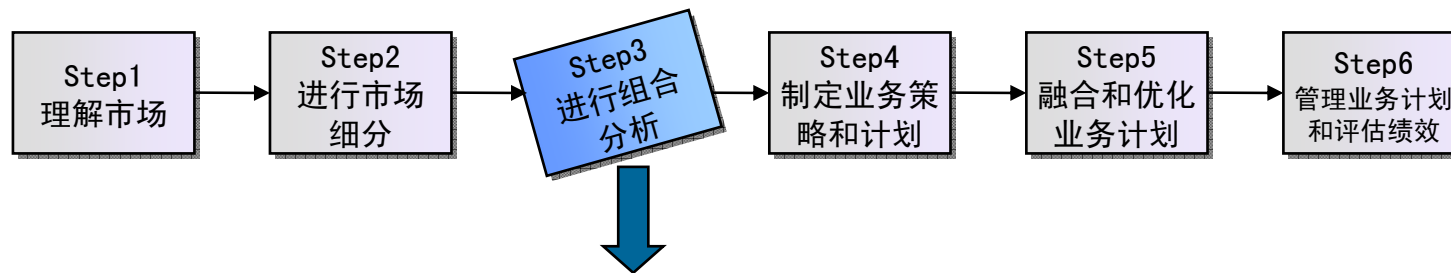 Step1
理解市场
Step2
进行市场
细分
Step3
进行组合
分析
Step4
制定业务策
略和计划
Step5
融合和优化
业务计划
Step6
管理业务计划
和评估绩效